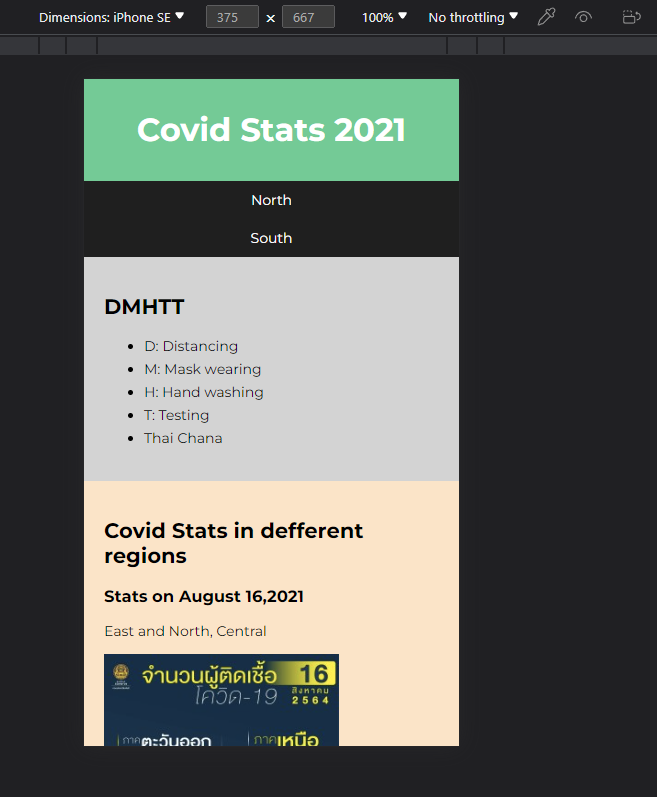 Dimensions: iPhone SE 375 x 667 100% No throttling
Covid Stats 2021
North
South
DMHTT
D: Distancing
M: Mask wearing
H: Hand washing
T: Testing
Thai Chana
Covid Stats in defferent
regions
Stats on August 16,2021
East and North, Central
จำนวนผู้ติดเชื้อ 16
โควิด-19 สิงหาคม
2564
ภาคตะวันออก ภาคเหนือ